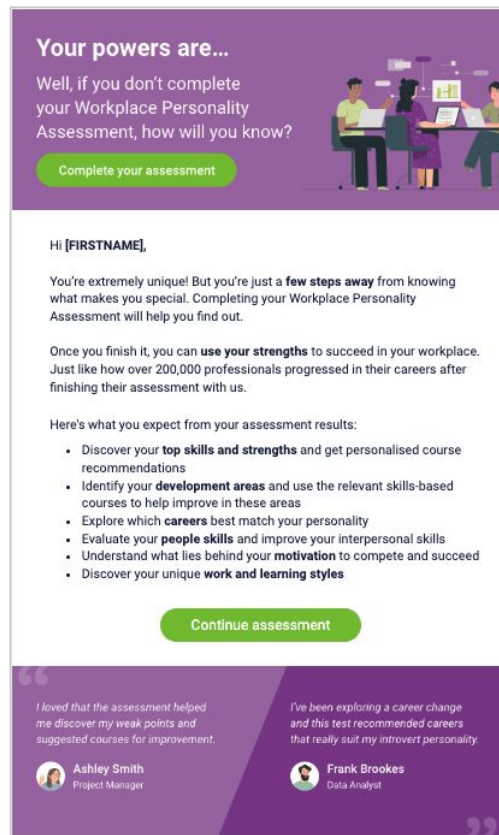 Your powers are...
Well, if you don't complete
your Workplace Personality
Assessment, how will you know?
Complete your assessment
Hi [FIRSTNAME],
You're extremely unique! But you're just a few steps away from knowing
what makes you special. Completing your Workplace Personality
Assessment will help you find out.
Once you finish it, you can use your strengths to succeed in your workplace.
Just like how over 200,000 professionals progressed in their careers after
finishing their assessment with us.
Here's what you expect from your assessment results:
• Discover your top skills and strengths and get personalised course
recommendations
• Identify your development areas and use the relevant skills-based
courses to help improve in these areas
• Explore which careers best match your personality
• Evaluate your people skills and improve your interpersonal skills
• Understand what lies behind your motivation to compete and succeed
• Discover your unique work and learning styles
Continue assessment
“
I loved that the assessment helped
me discover my weak points and
suggested courses for improvement.
Ashley Smith
Project Manager
I've been exploring a career change
and this test recommended careers
that really suit my introvert personality.
Frank Brookes
Data Analyst
”